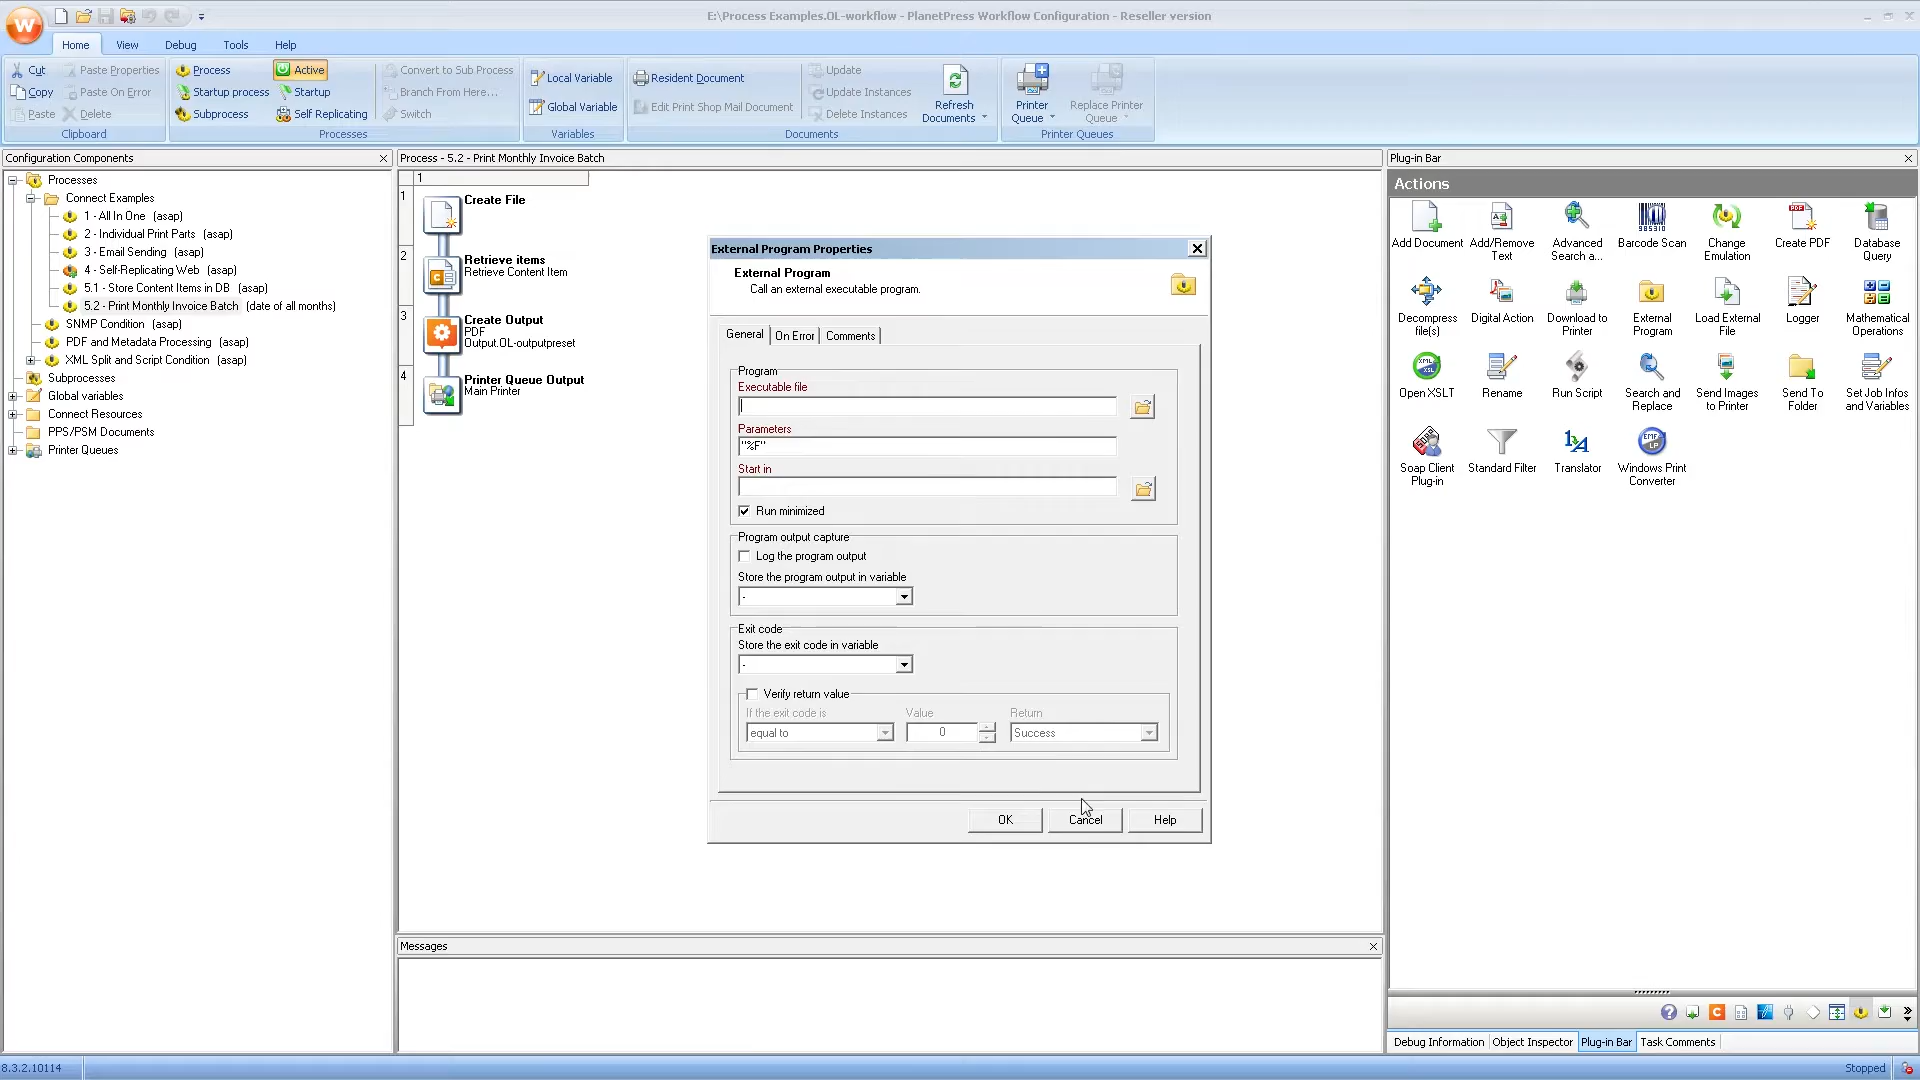 W
E:\Process Examples.OL-workflow - PlanetPress Workflow Configuration - Reseller version
Home View Debug Tools Help
Cut Paste Properties
Copy Paste On Error
Paste Delete
Clipboard
Process Active
Startup process Startup
Subprocess Self Replicating
Convert to Sub Process
Branch From Here...
Switch
Processes
Local Variable
Global Variable
Variables
Resident Document
Edit Print Shop Mail Document
Update
Update Instances
Delete Instances
Refresh
Documents
Documents
Printer
Queue
Replace Printer
Queue
Printer Queues
Configuration Components
Processes
Connect Examples
1 - All In One (asap)
2 - Individual Print Parts (asap)
3 - Email Sending (asap)
4 - Self-Replicating Web (asap)
5.1 - Store Content Items in DB (asap)
5.2 - Print Monthly Invoice Batch (date of all months)
SNMP Condition (asap)
PDF and Metadata Processing (asap)
XML Split and Script Condition (asap)
Subprocesses
Global variables
Connect Resources
PPS/PSM Documents
Printer Queues
Process - 5.2 - Print Monthly Invoice Batch
1
1
Create File
2
Retrieve items
Retrieve Content Item
3
Create Output
PDF
Output.OL-outputpreset
4
Printer Queue Output
Main Printer
External Program Properties
External Program
Call an external executable program.
General On Error Comments
Program
Executable file
Parameters
"%F"
Start in
Run minimized
Program output capture
Log the program output
Store the program output in variable
-
Exit code
Store the exit code in variable
-
Verify return value
If the exit code is Value Return
equal to 0 Success
OK Cancel Help
Messages
Plug-in Bar
Actions
Add Document
Add/Remove
Text
Advanced
Search a...
Barcode Scan
Change
Emulation
Create PDF
Database
Query
Decompress
file(s)
Digital Action
Download to
Printer
External
Program
Load External
File
Logger
Mathematical
Operations
Open XSLT
Rename
Run Script
Search and
Replace
Send Images
to Printer
Send To
Folder
Set Job Infos
and Variables
Soap Client
Plug-in
Standard Filter
Translator
Windows Print
Converter
Debug Information Object Inspector Plug-in Bar Task Comments
8.3.2.10114
Stopped